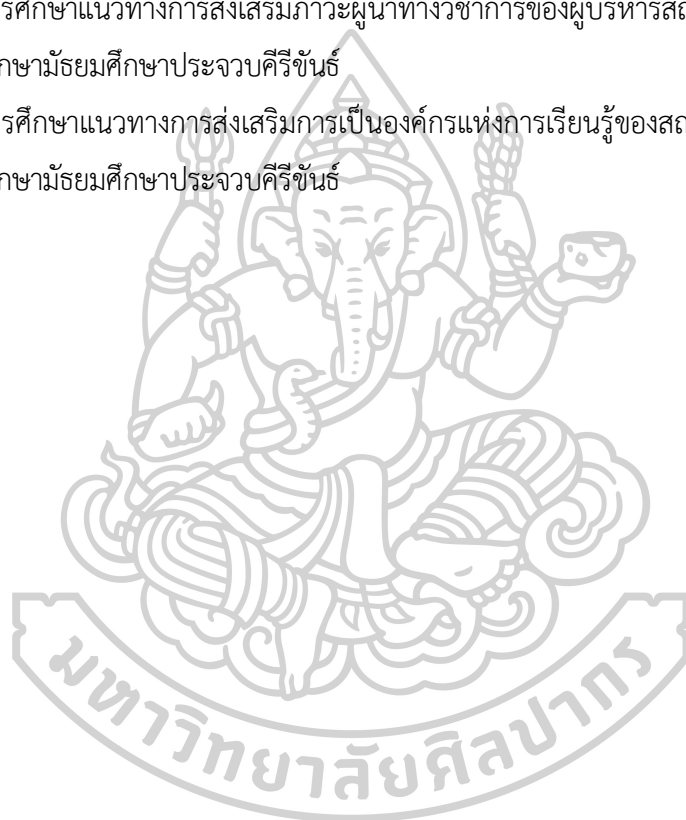 รศึกษาแนวทางการส่งเสริมภาวะผู้นำทางวิชาการของผู้บริหารสถ
กษามัธยมศึกษาประจวบคีรีขันธ์
รศึกษาแนวทางการส่งเสริมการเป็นองค์กรแห่งการเรียนรู้ของสถ
กษามัธยมศึกษาประจวบคีรีขันธ์
มหาวิทยาลัยศิลปากร